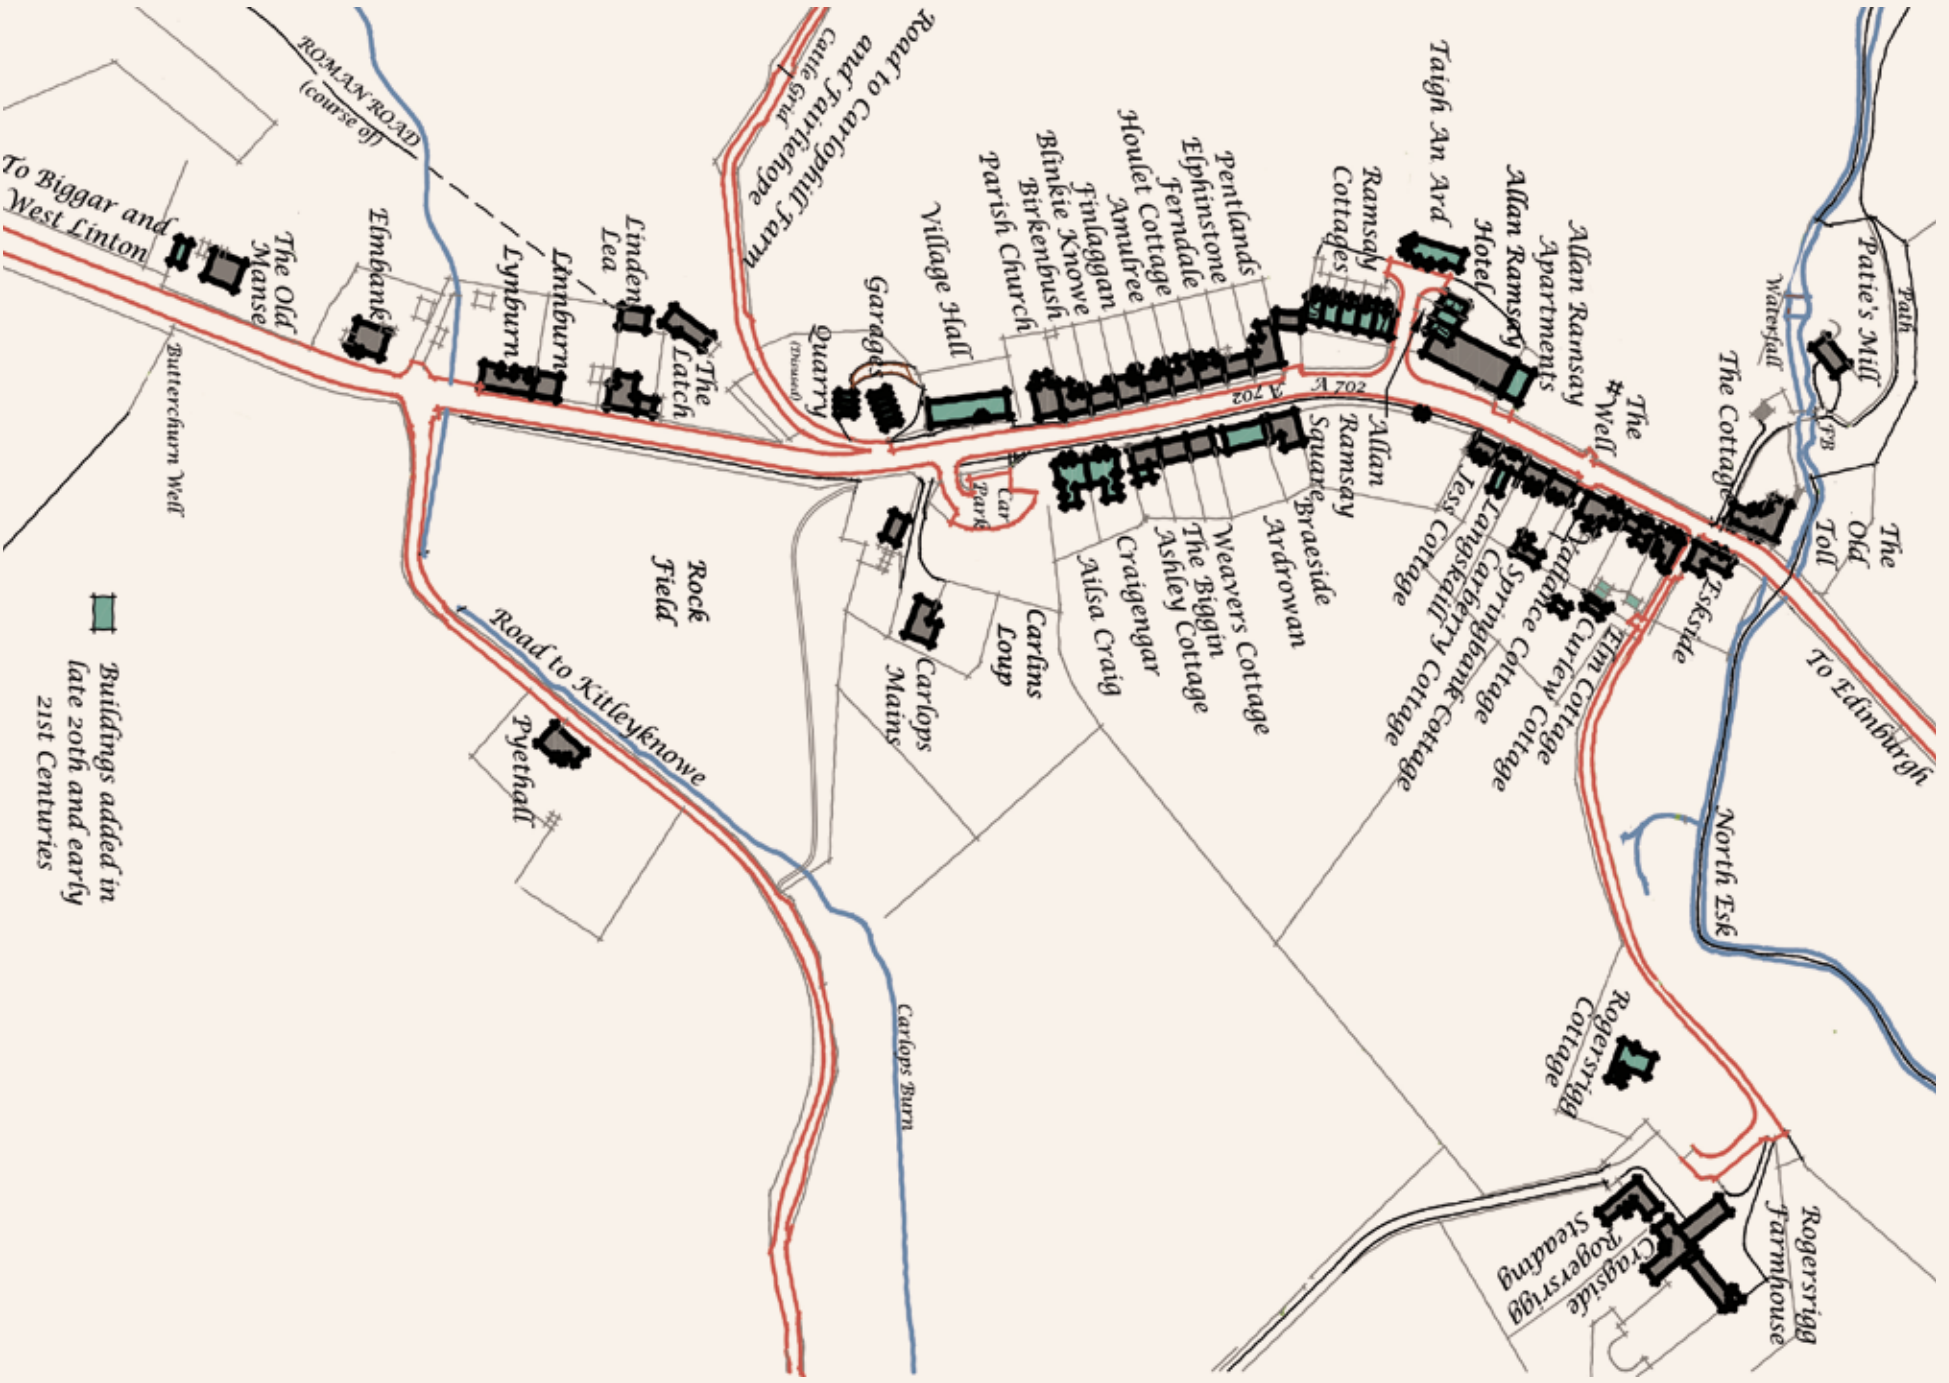 ROMAN ROAD
(course of)
To Biggar and
West Linton
The Old
Manse
Elmbank
Butterchurn Well
Lynburn
Linnburn
Linden
Lea
The
Latch
Road to Carlophill Farm
and Fairliehope
Cattle Grid
Quarry
(Disused)
Garages
Village Hall
Parish Church
Birkenbush
Blinkie Knowe
Finlaggan
Amulree
Houlet Cottage
Ferndale
Elphinstone
Pentlands
Ramsay
Cottages
Taigh An Ard
Allan Ramsay
Hotel
Allan Ramsay
Apartments
A 702
A 702
The
Well
The Cottage
Waterfall
Patie's Mill
Path
FB
The
Old
Toll
To Edinburgh
Car
Park
Allan
Ramsay
Square
Braeside
Ardrowan
Weavers Cottage
The Biggin
Ashley Cottage
Craigengar
Ailsa Craig
Jess Cottage
Langskaill
Carberry Cottage
Springbank Cottage
Vallance Cottage
Curlew Cottage
Elm Cottage
Eskside
Rock
Field
Carlops
Mains
Carlins
Loup
Road to Kitleyknowe
Pyethall
Carlops Burn
North Esk
Rogersrigg
Cottage
Rogersrigg
Farmhouse
Cragside
Rogersrigg
Steading
Buildings added in
late 20th and early
21st Centuries